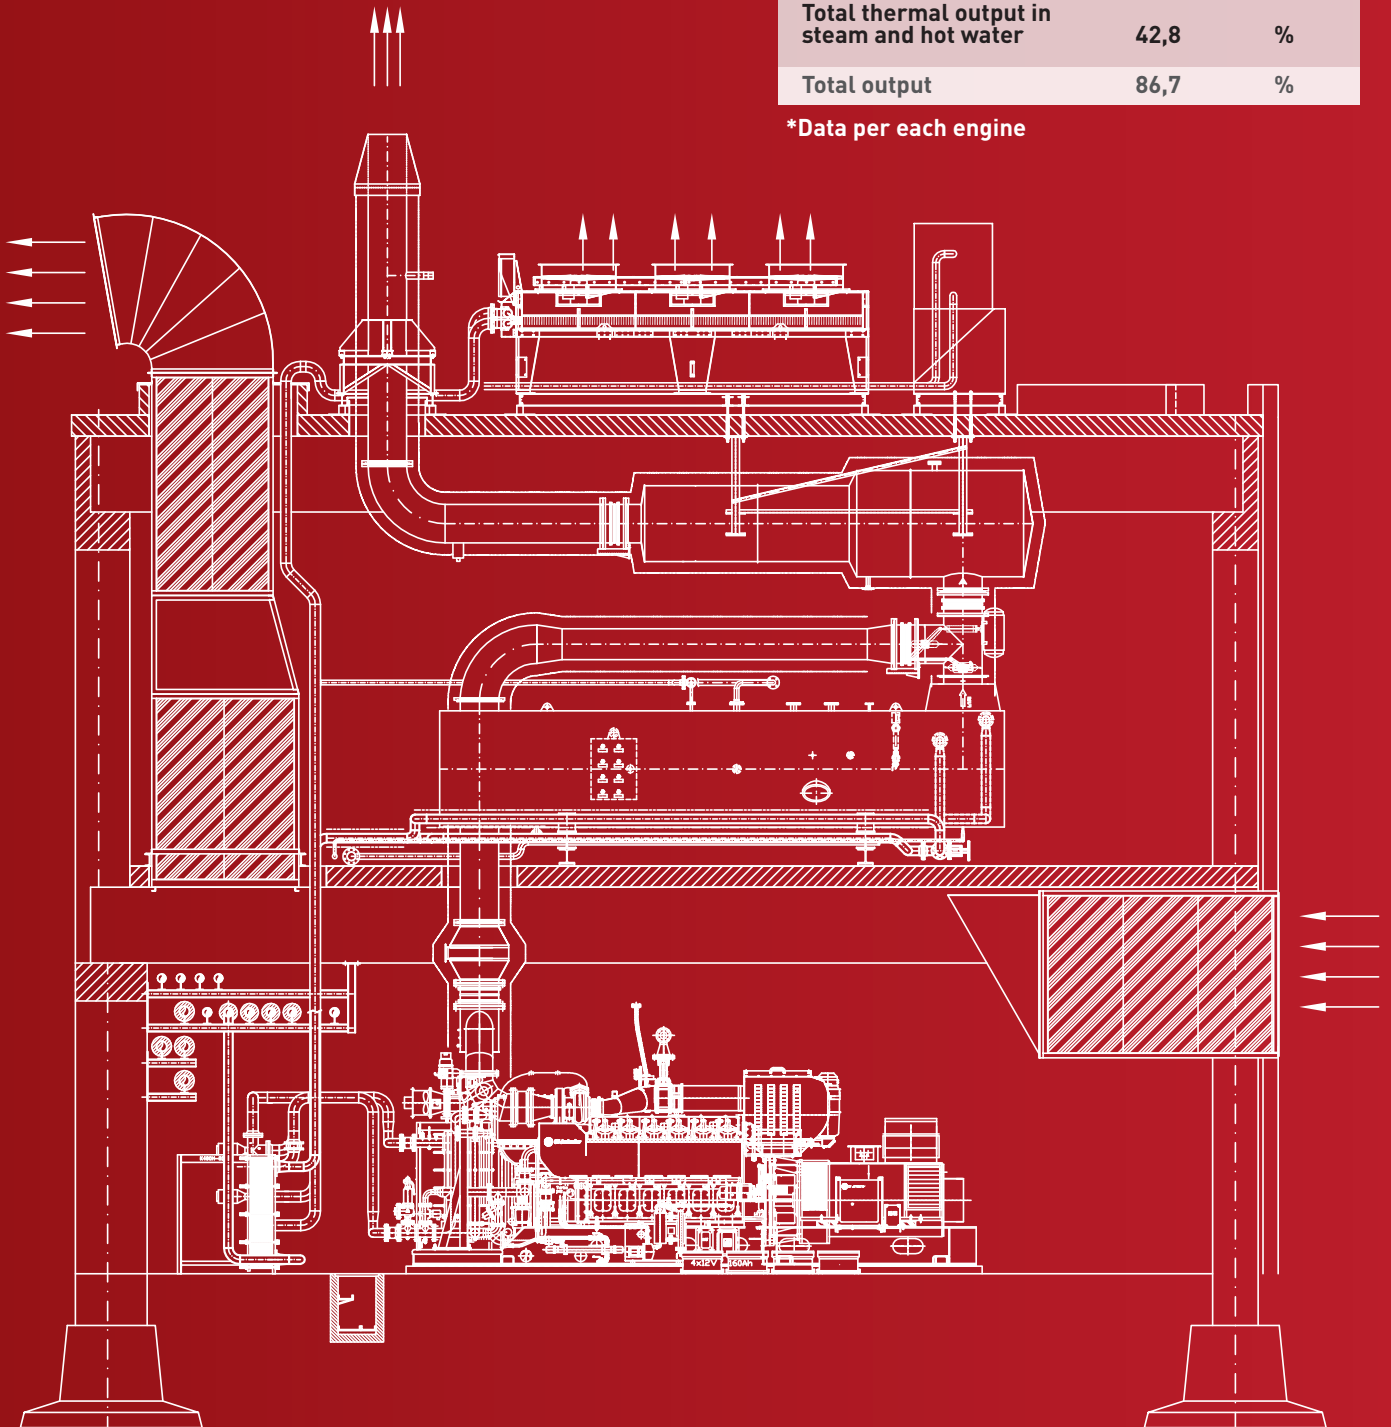 Total thermal output in
steam and hot water 42,8 %
Total output 86,7 %
*Data per each engine
4x12V 160Ah